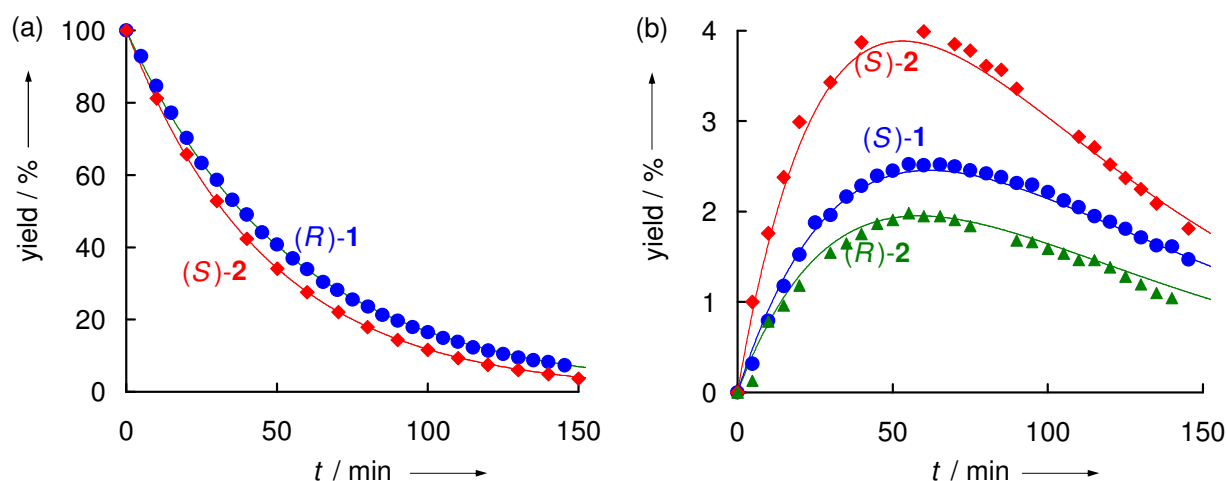 (a)
yield / %
100
80
60
40
20
0
(R)-1
(S)-2
0 50 100 150
t / min
(b)
yield / %
4
3
2
1
0
(S)-2
(S)-1
(R)-2
0 50 100 150
t / min